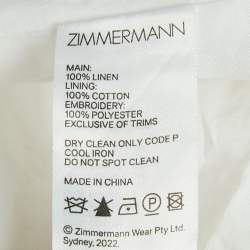 ZIMMERMANN
MAIN:
100% LINEN
LINING:
100% COTTON
EMBROIDERY:
100% POLYESTER
EXCLUSIVE OF TRIMS
DRY CLEAN ONLY CODE P
COOL IRON
DO NOT SPOT CLEAN
MADE IN CHINA
© Zimmermann Wear Pty Ltd.
Sydney, 2022.